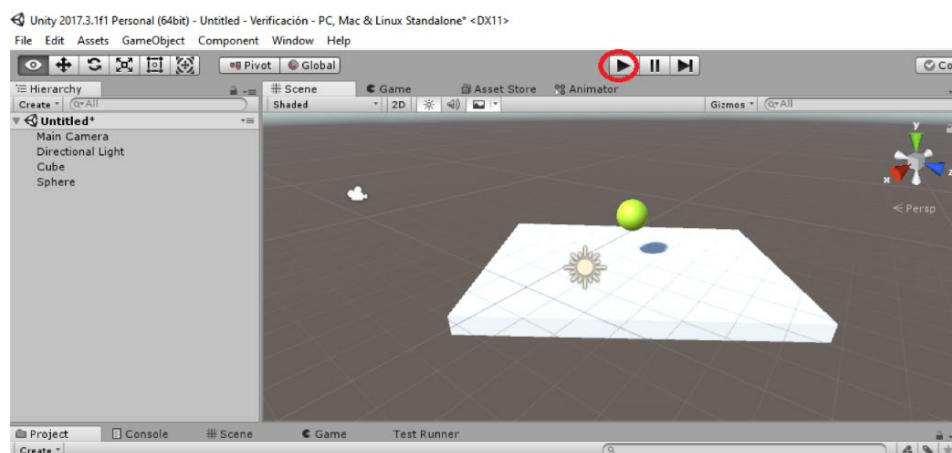 Unity 2017.3.1f1 Personal (64bit) - Untitled - Verificación - PC, Mac & Linux Standalone* <DX11>
File Edit Assets GameObject Component Window Help
Pivot Global Co
Hierarchy # Scene Game Asset Store Animator
Create All Shaded 2D Gizmos All
Untitled*
Main Camera
Directional Light
Cube
Sphere
y
x z
Persp
Project Console # Scene Game Test Runner
Create